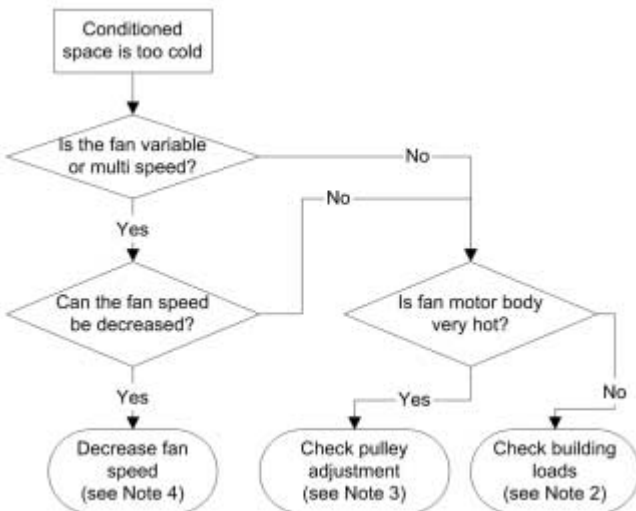 Conditioned
space is too cold
Is the fan variable
or multi speed?
No
No
Yes
Can the fan speed
be decreased?
Is fan motor body
very hot?
Yes
Yes
No
Decrease fan
speed
(see Note 4)
Check pulley
adjustment
(see Note 3)
Check building
loads
(see Note 2)